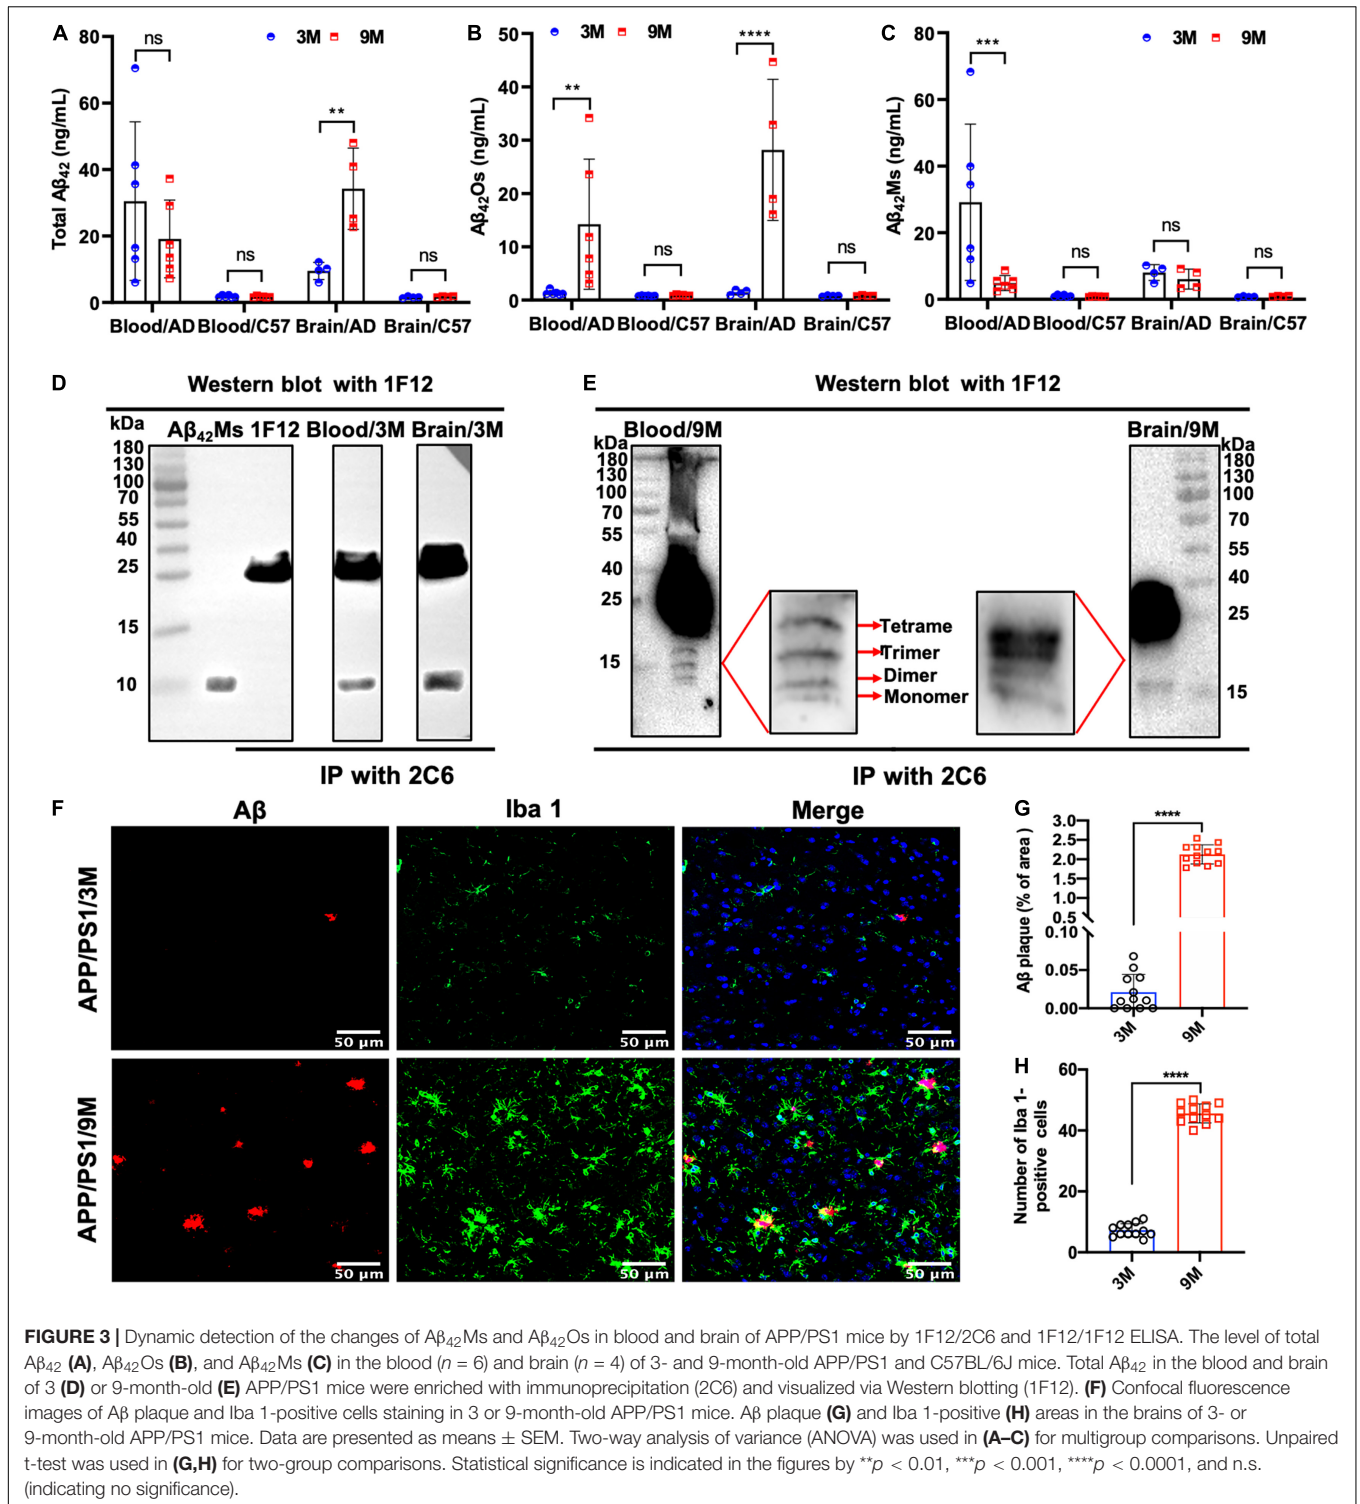 A
Total Aβ₄₂ (ng/mL)
80
60
40
20
0
3M 9M
ns
ns
**
ns
Blood/AD Blood/C57 Brain/AD Brain/C57
B
Aβ₄₂Os (ng/mL)
50
40
30
20
10
0
3M 9M
**
ns
****
ns
Blood/AD Blood/C57 Brain/AD Brain/C57
C
Aβ₄₂Ms (ng/mL)
80
60
40
20
0
3M 9M
***
ns
ns
ns
Blood/AD Blood/C57 Brain/AD Brain/C57
D
Western blot with 1F12
kDa
Aβ₄₂Ms 1F12 Blood/3M Brain/3M
180
130
100
70
55
40
25
15
10
IP with 2C6
E
Western blot with 1F12
Blood/9M
Brain/9M
kDa
180
130
100
70
55
40
25
15
Tetrame
Trimer
Dimer
Monomer
kDa
180
130
100
70
55
40
25
15
IP with 2C6
F
Aβ Iba 1 Merge
APP/PS1/3M
50 μm
50 μm
50 μm
APP/PS1/9M
50 μm
50 μm
50 μm
G
Aβ plaque (% of area )
3.0
2.5
2.0
1.5
1.0
0.5
0.10
0.05
0.00
****
3M
9M
H
Number of Iba 1-
positive cells
60
40
20
0
****
3M
9M
FIGURE 3 | Dynamic detection of the changes of Aβ₄₂Ms and Aβ₄₂Os in blood and brain of APP/PS1 mice by 1F12/2C6 and 1F12/1F12 ELISA. The level of total
Aβ₄₂ (A), Aβ₄₂Os (B), and Aβ₄₂Ms (C) in the blood (n = 6) and brain (n = 4) of 3- and 9-month-old APP/PS1 and C57BL/6J mice. Total Aβ₄₂ in the blood and brain
of 3 (D) or 9-month-old (E) APP/PS1 mice were enriched with immunoprecipitation (2C6) and visualized via Western blotting (1F12). (F) Confocal fluorescence
images of Aβ plaque and Iba 1-positive cells staining in 3 or 9-month-old APP/PS1 mice. Aβ plaque (G) and Iba 1-positive (H) areas in the brains of 3- or
9-month-old APP/PS1 mice. Data are presented as means ± SEM. Two-way analysis of variance (ANOVA) was used in (A–C) for multigroup comparisons. Unpaired
t-test was used in (G,H) for two-group comparisons. Statistical significance is indicated in the figures by **p < 0.01, ***p < 0.001, ****p < 0.0001, and n.s.
(indicating no significance).